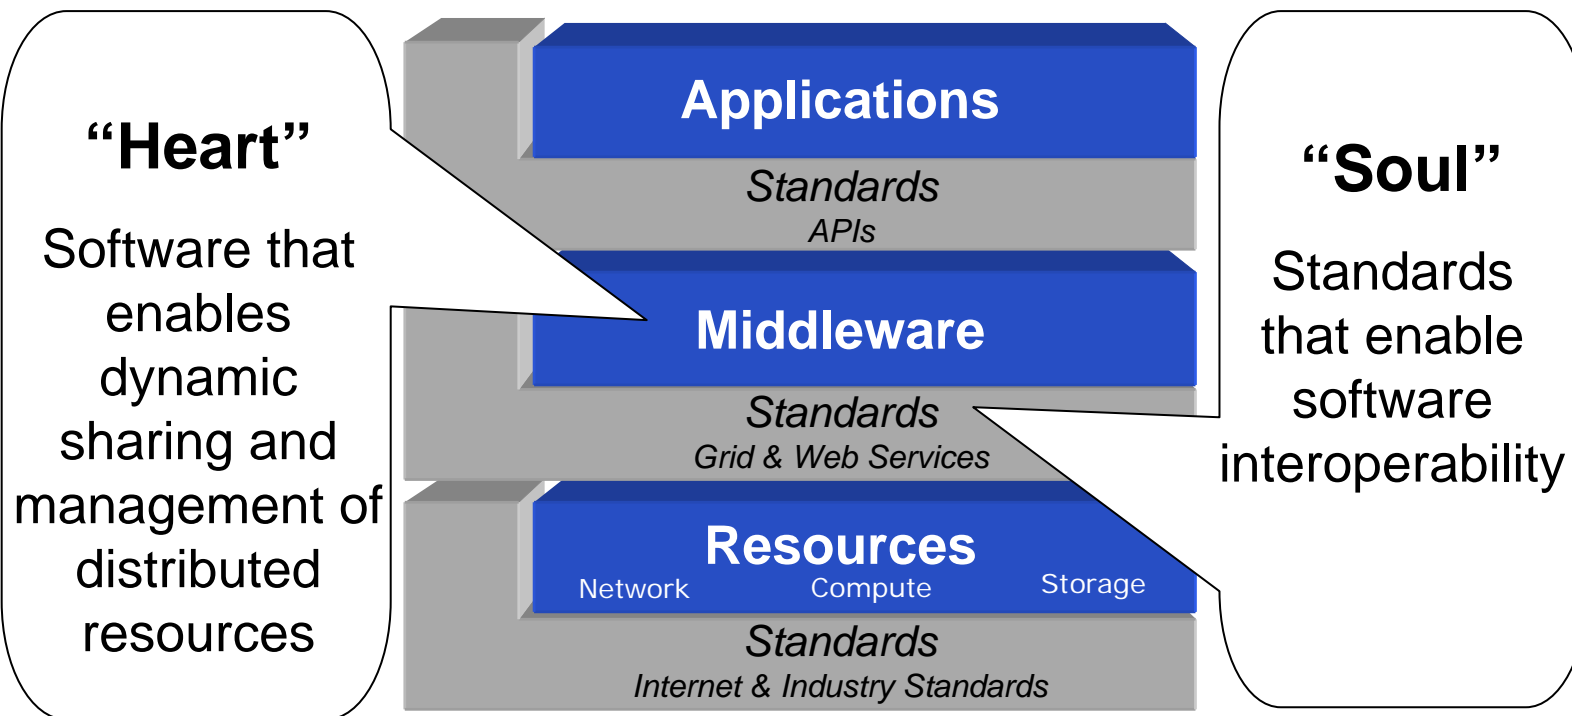 “Heart”
Software that
enables
dynamic
sharing and
management of
distributed
resources
Applications
Standards
APIs
Middleware
Standards
Grid & Web Services
Resources
Network Compute Storage
Standards
Internet & Industry Standards
“Soul”
Standards
that enable
software
interoperability